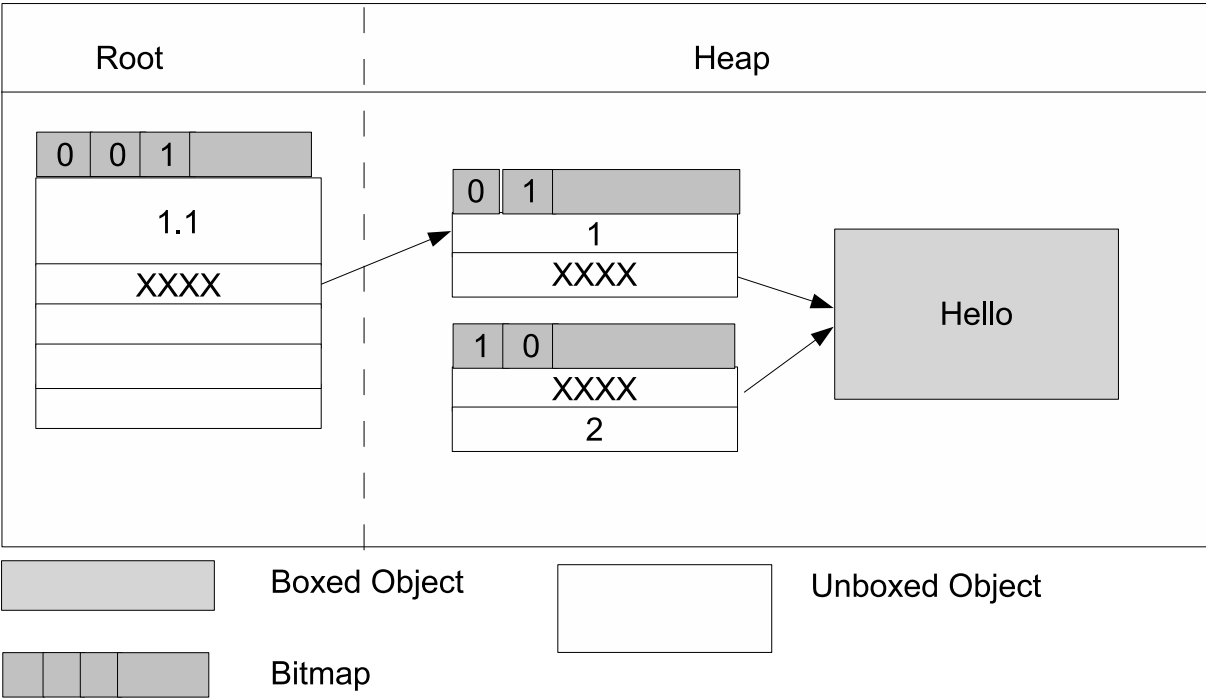 Root
Heap
0 0 1
1.1
XXXX
0 1
1
XXXX
1 0
XXXX
2
Hello
Boxed Object
Unboxed Object
Bitmap